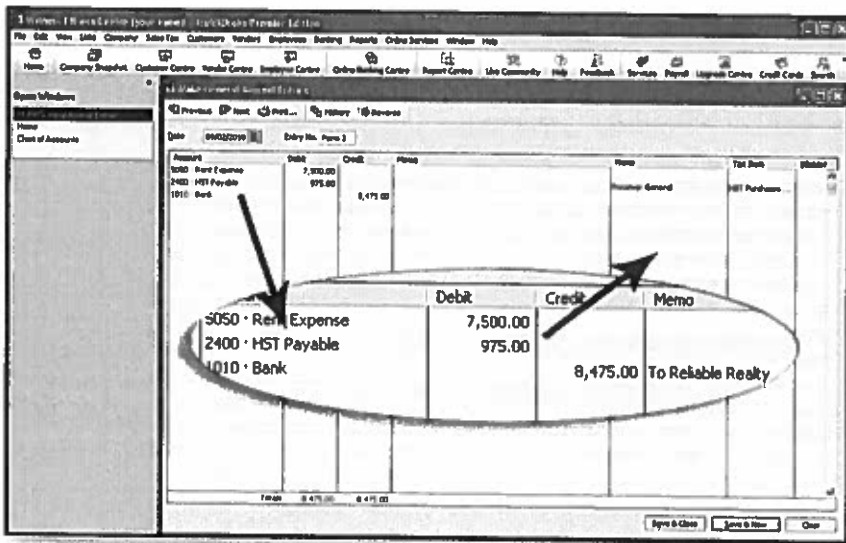 File Edit View Lists Company Sales Tax Customers Vendors Employees Banking Reports Online Services Window Help
Home Company Snapshot Customer Centre Vendor Centre Employee Centre Online Banking Centre Report Centre Live Community Help Feedback Services Payroll Upgrade Centre Credit Cards Search
Open Windows
Home
Chart of Accounts
Make General Journal Entries
Previous Next Print... History Reverse
Date Entry No.
Account Debit Credit Memo Name Tax Item Billable
5050 · Rent Expense 7,500.00
2400 · HST Payable 975.00 Receiver General HST Purchases
1010 · Bank 8,475.00
Debit Credit Memo
5050 · Rent Expense 7,500.00
2400 · HST Payable 975.00
1010 · Bank 8,475.00 To Reliable Realty
Totals 8,475.00 8,475.00
Save & Close Save & New Clear